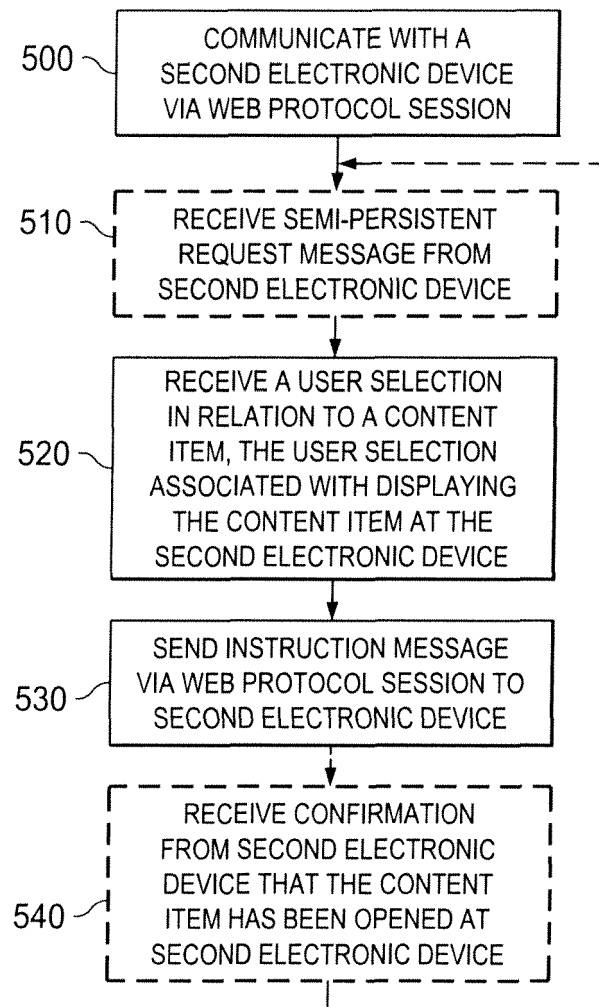 500
COMMUNICATE WITH A
SECOND ELECTRONIC DEVICE
VIA WEB PROTOCOL SESSION
510
RECEIVE SEMI-PERSISTENT
REQUEST MESSAGE FROM
SECOND ELECTRONIC DEVICE
520
RECEIVE A USER SELECTION
IN RELATION TO A CONTENT
ITEM, THE USER SELECTION
ASSOCIATED WITH DISPLAYING
THE CONTENT ITEM AT THE
SECOND ELECTRONIC DEVICE
530
SEND INSTRUCTION MESSAGE
VIA WEB PROTOCOL SESSION TO
SECOND ELECTRONIC DEVICE
540
RECEIVE CONFIRMATION
FROM SECOND ELECTRONIC
DEVICE THAT THE CONTENT
ITEM HAS BEEN OPENED AT
SECOND ELECTRONIC DEVICE